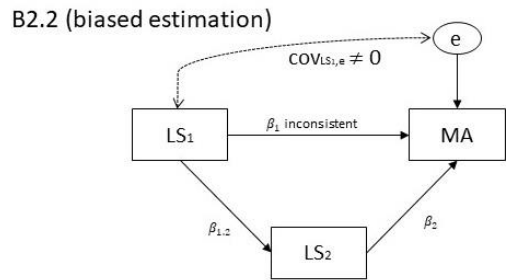 B2.2 (biased estimation)
e
COVLS1,e ≠ 0
LS1
β1 inconsistent
MA
β1.2
β2
LS2